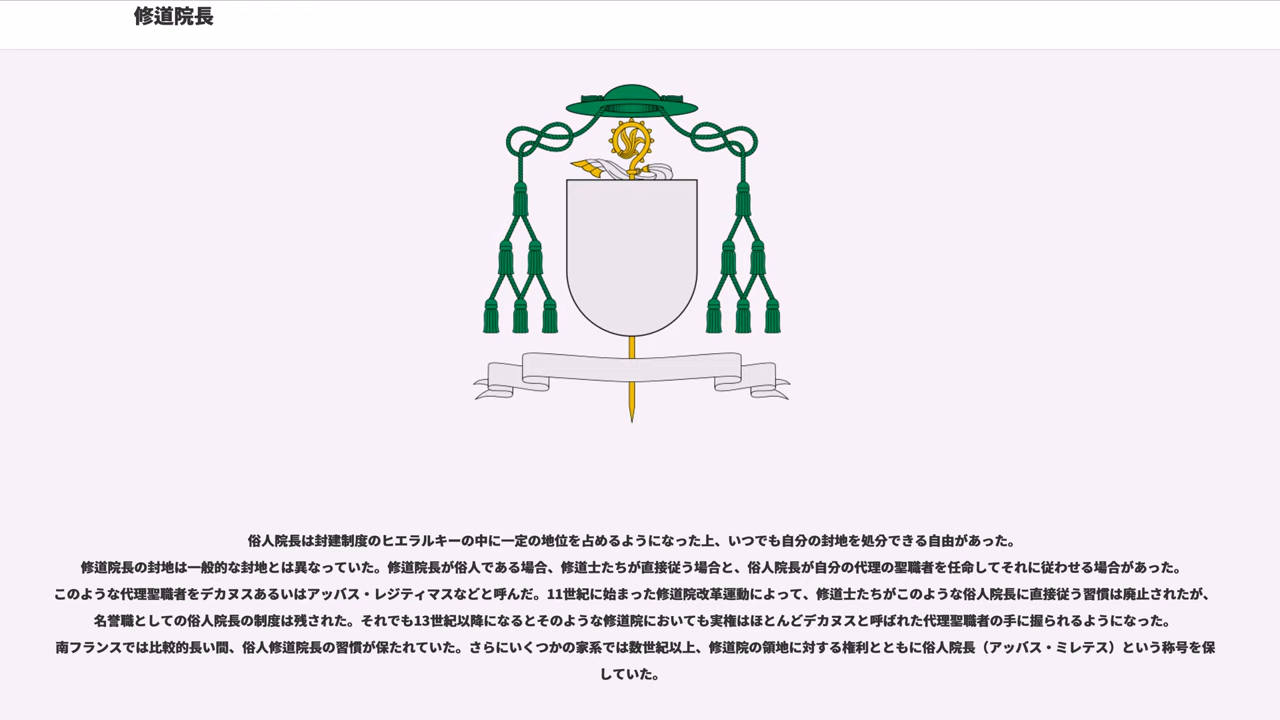 修道院長
俗人院長は封建制度のヒエラルキーの中に一定の地位を占めるようになった上、いつでも自分の封地を処分できる自由があった。
修道院長の封地は一般的な封地とは異なっていた。修道院長が俗人である場合、修道士たちが直接従う場合と、俗人院長が自分の代理の聖職者を任命してそれに従わせる場合があった。
このような代理聖職者をデカヌスあるいはアッバス・レジティマスなどと呼んだ。11世紀に始まった修道院改革運動によって、修道士たちがこのような俗人院長に直接従う習慣は廃止されたが、
名誉職としての俗人院長の制度は残された。それでも13世紀以降になるとそのような修道院においても実権はほとんどデカヌスと呼ばれた代理聖職者の手に握られるようになった。
南フランスでは比較的長い間、俗人修道院長の習慣が保たれていた。さらにいくつかの家系では数世紀以上、修道院の領地に対する権利とともに俗人院長（アッバス・ミレテス）という称号を保
していた。